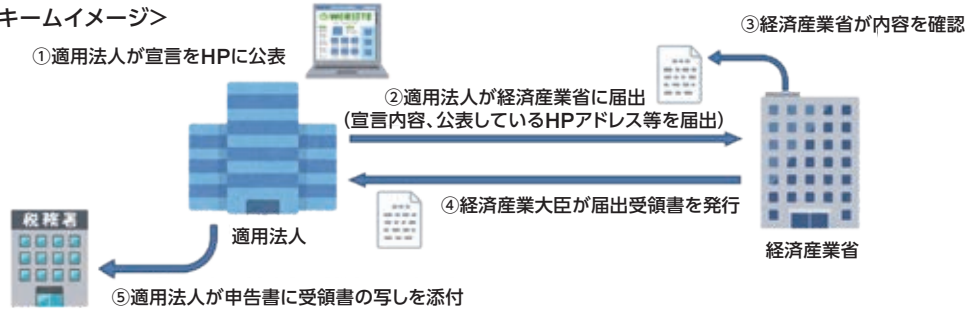 キームイメージ>
①適用法人が宣言をHPに公表
WEBSITE
③経済産業省が内容を確認
②適用法人が経済産業省に届出
(宣言内容、公表しているHPアドレス等を届出)
④経済産業大臣が届出受領書を発行
税務署
適用法人
経済産業省
⑤適用法人が申告書に受領書の写しを添付